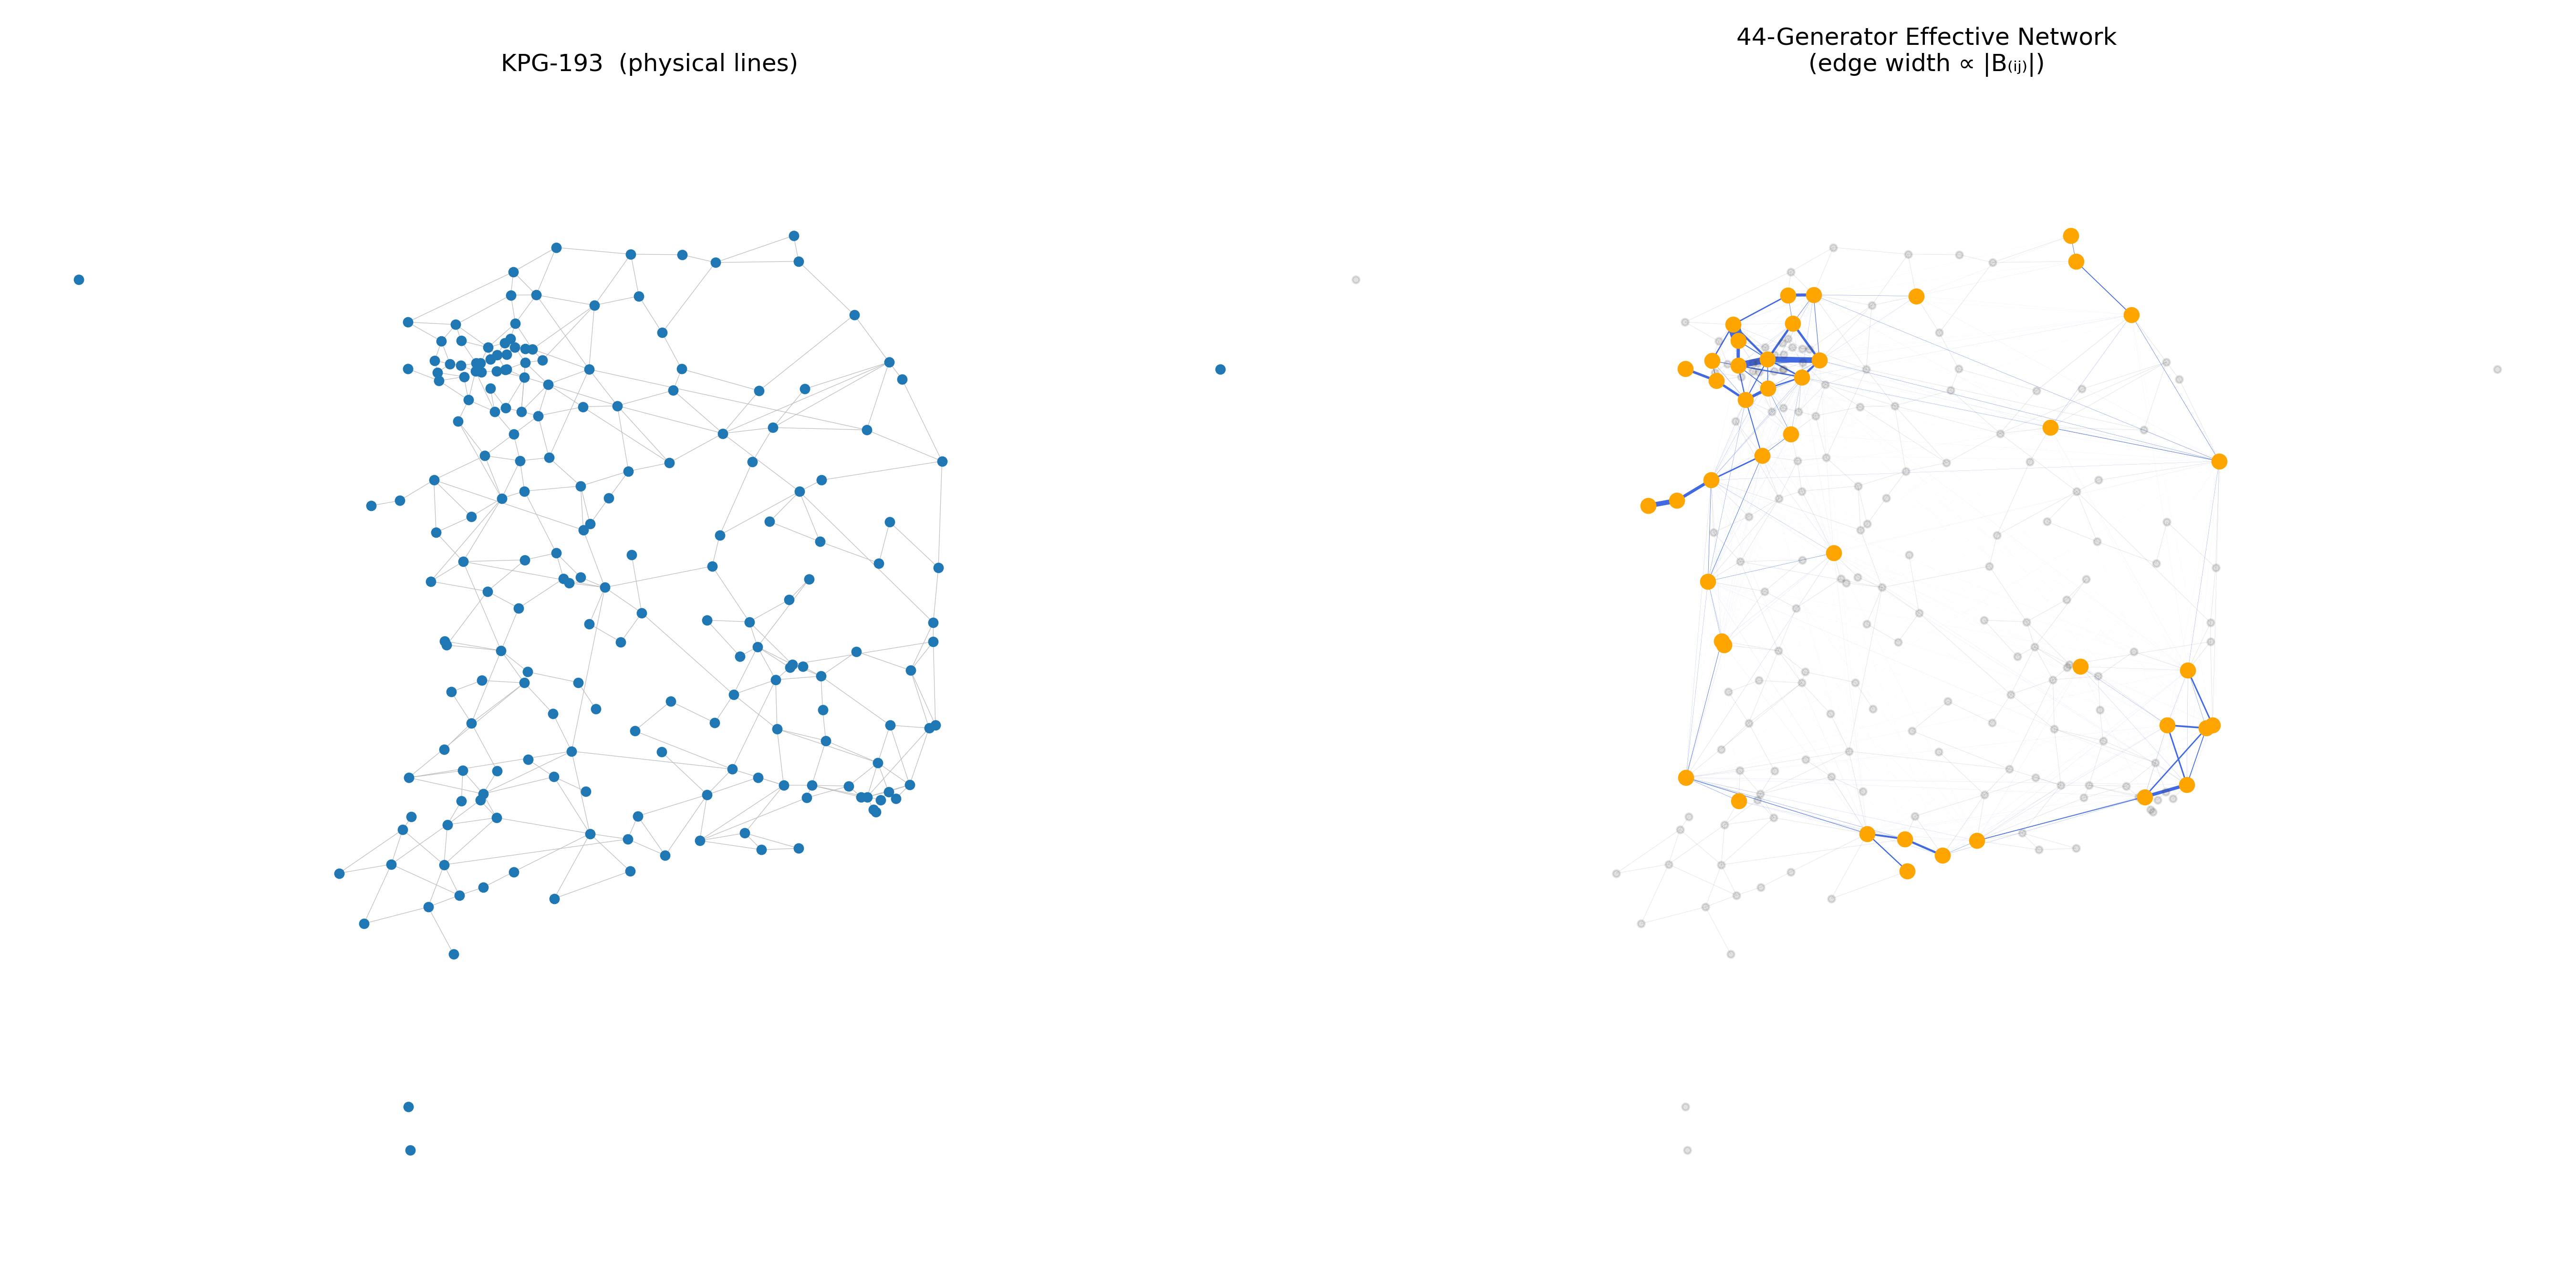 KPG-193  (physical lines)
44-Generator Effective Network
(edge width ∝ |B₍ᵢⱼ₎|)